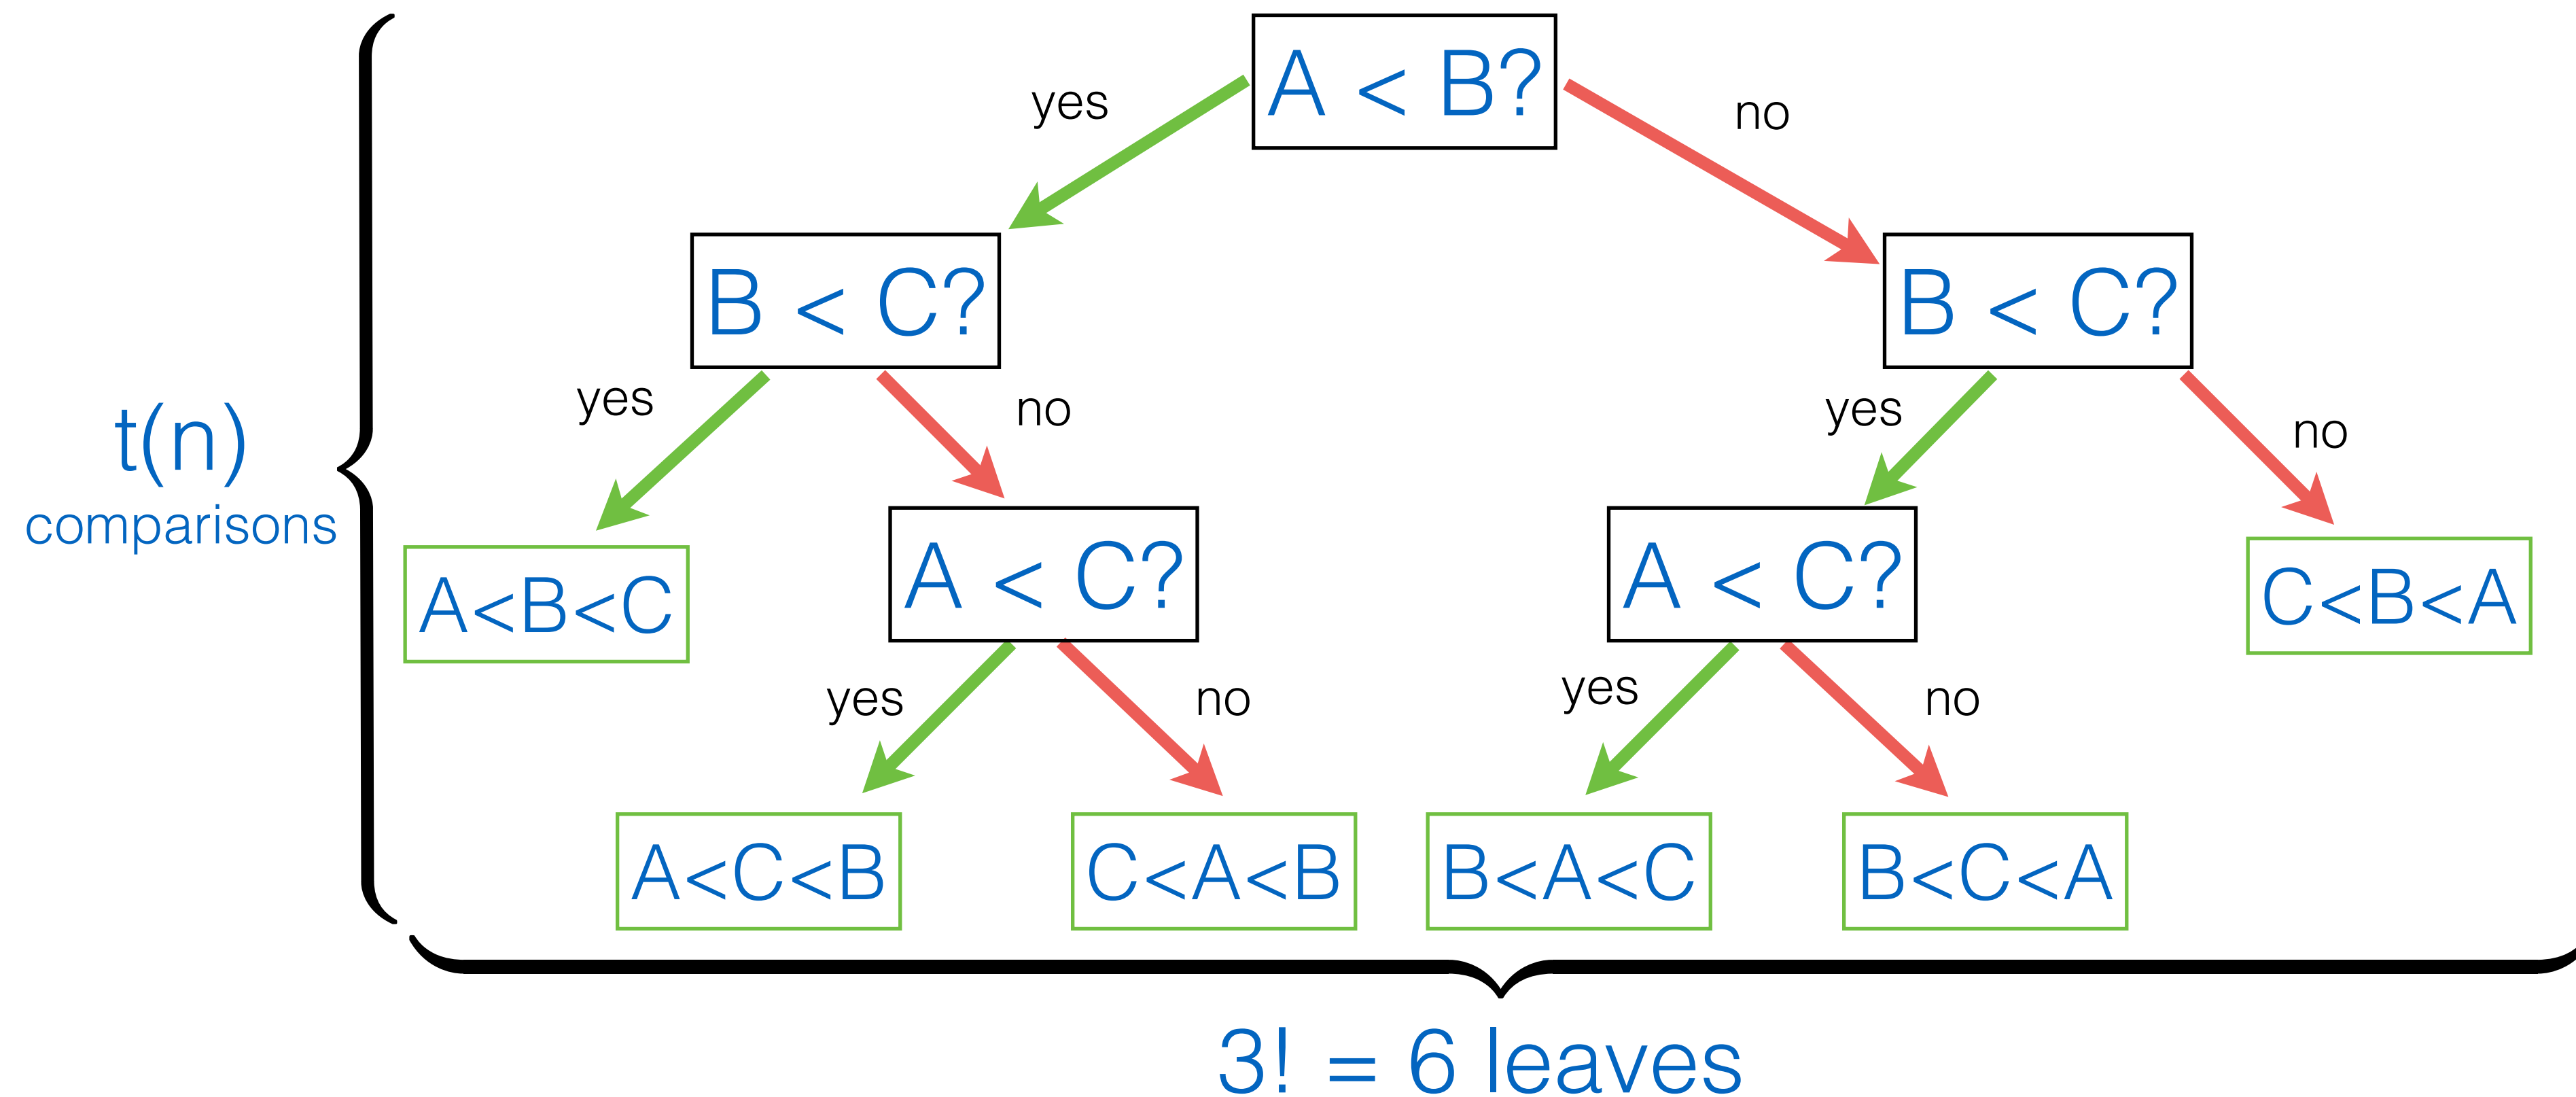 A < B?
yes
no
B < C?
B < C?
yes
no
yes
no
t(n)
comparisons
A<B<C
A < C?
A < C?
C<B<A
yes
no
yes
no
A<C<B
C<A<B
B<A<C
B<C<A
3! = 6 leaves